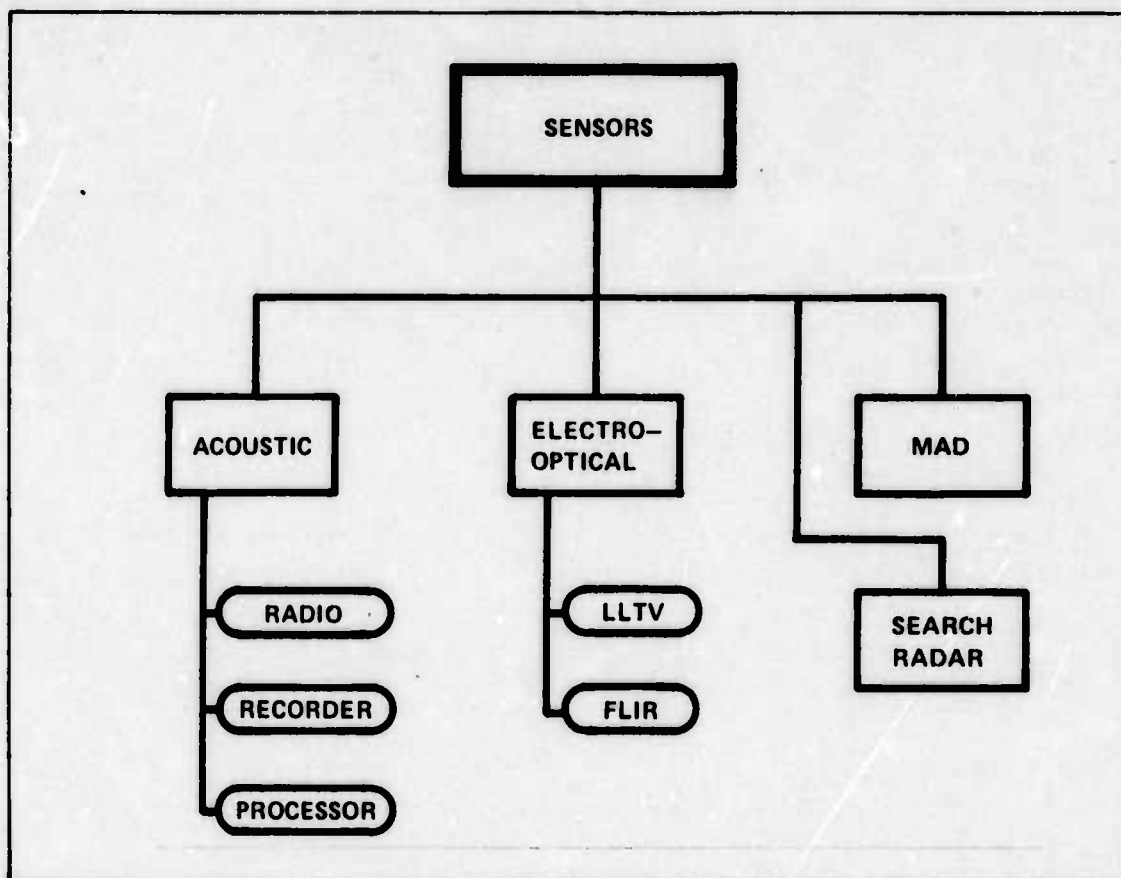 SENSORS
ACOUSTIC
ELECTRO–
OPTICAL
MAD
SEARCH
RADAR
RADIO
RECORDER
PROCESSOR
LLTV
FLIR